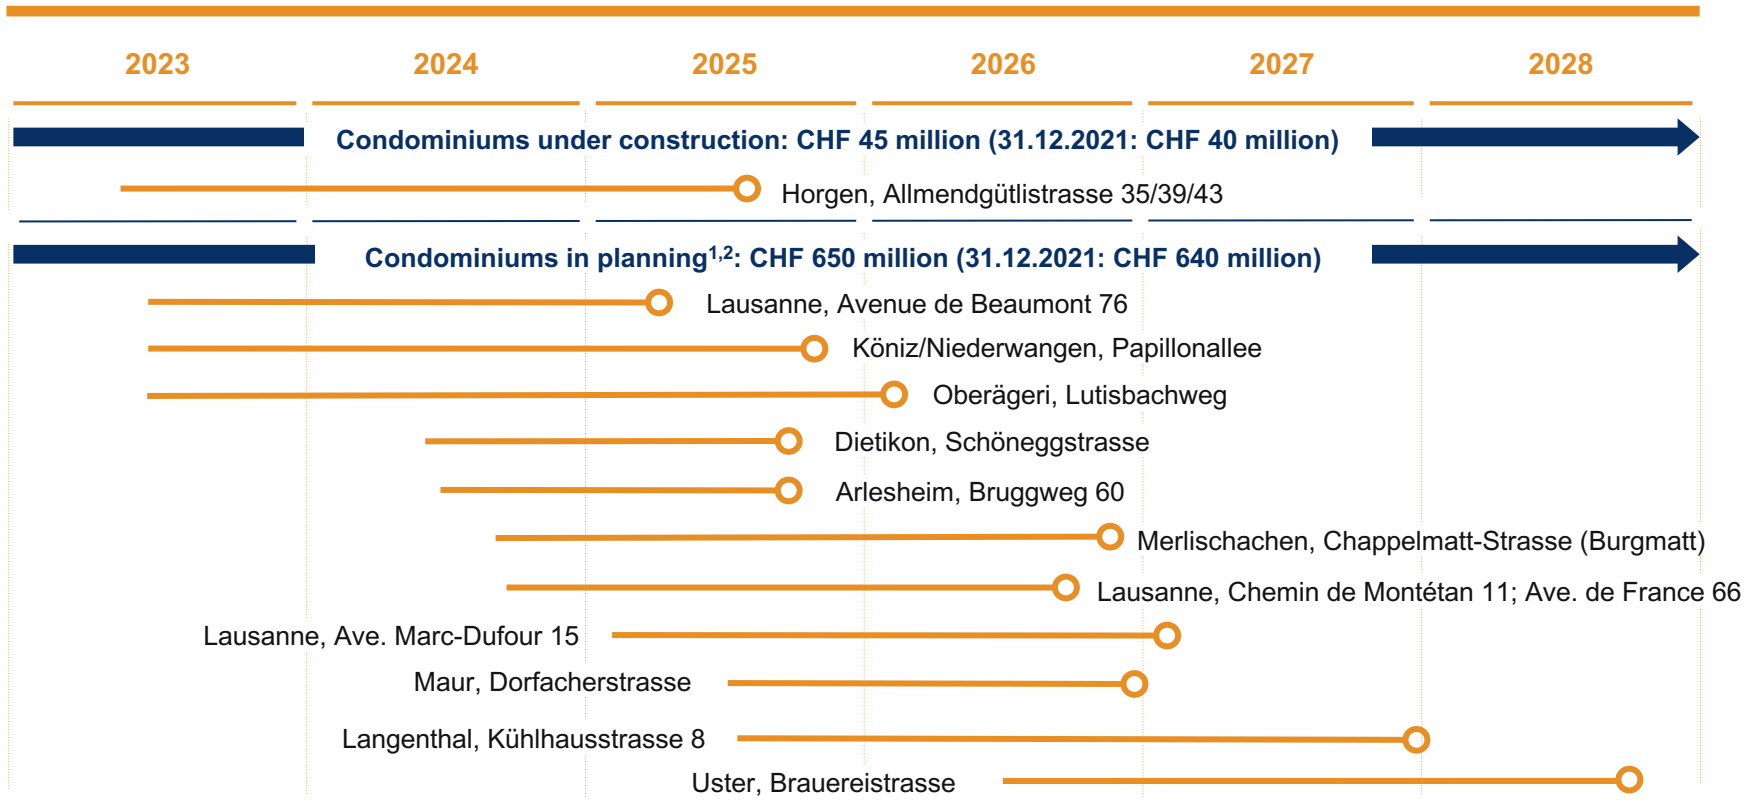 2023 2024 2025 2026 2027 2028
Condominiums under construction: CHF 45 million (31.12.2021: CHF 40 million)
Horgen, Allmendgütlistrasse 35/39/43
Condominiums in planning1,2: CHF 650 million (31.12.2021: CHF 640 million)
Lausanne, Avenue de Beaumont 76
Köniz/Niederwangen, Papillonallee
Oberägeri, Lutisbachweg
Dietikon, Schöneggstrasse
Arlesheim, Bruggweg 60
Merlischachen, Chappelmatt-Strasse (Burgmatt)
Lausanne, Chemin de Montétan 11; Ave. de France 66
Lausanne, Ave. Marc-Dufour 15
Maur, Dorfacherstrasse
Langenthal, Kühlhausstrasse 8
Uster, Brauereistrasse